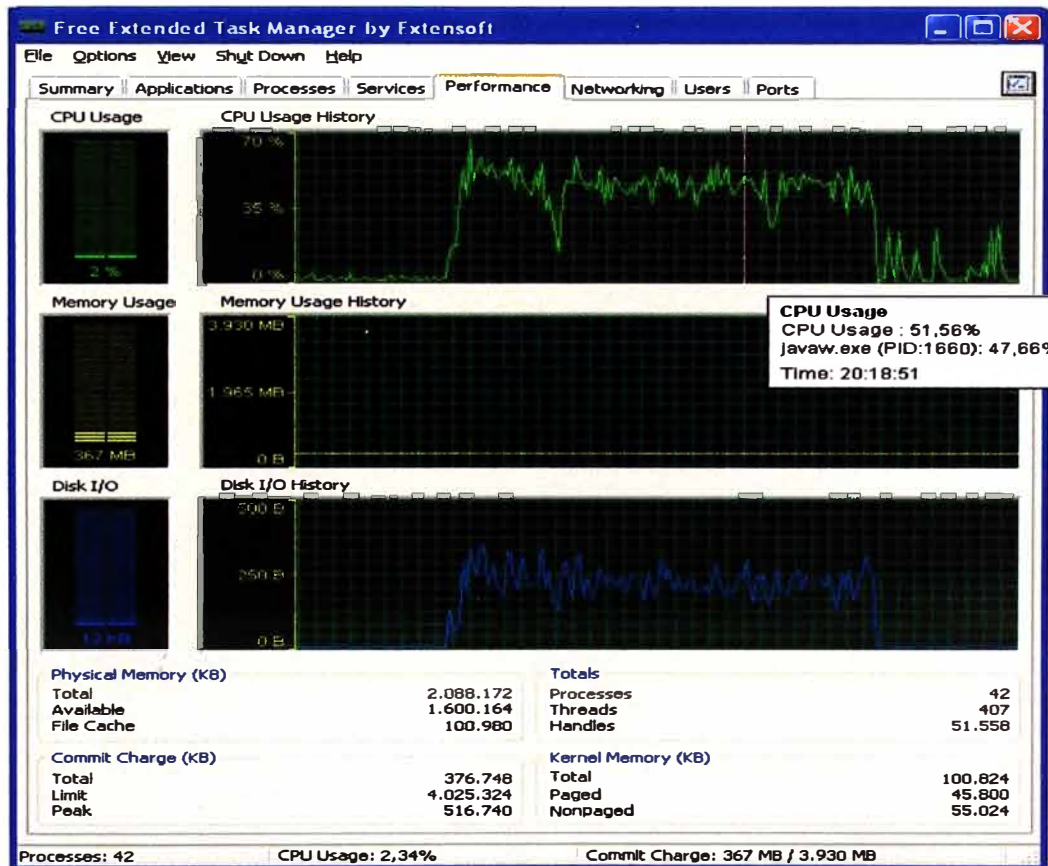 Free Extended Task Manager by Extensoft
File Options View Shut Down Help
Summary Applications Processes Services Performance Networking Users Ports
CPU Usage CPU Usage History
70 %
35 %
0 %
2 %
Memory Usage Memory Usage History
3.930 MB
1.965 MB
0 B
367 MB
CPU Usage
CPU Usage : 51,56%
javaw.exe (PID:1660): 47,66%
Time: 20:18:51
Disk I/O Disk I/O History
500 B
250 B
0 B
Physical Memory (KB)
Total 2.088.172
Available 1.600.164
File Cache 100.980
Totals
Processes 42
Threads 407
Handles 51.558
Commit Charge (KB)
Total 376.748
Limit 4.025.324
Peak 516.740
Kernel Memory (KB)
Total 100.824
Paged 45.800
Nonpaged 55.024
Processes: 42 CPU Usage: 2,34% Commit Charge: 367 MB / 3.930 MB